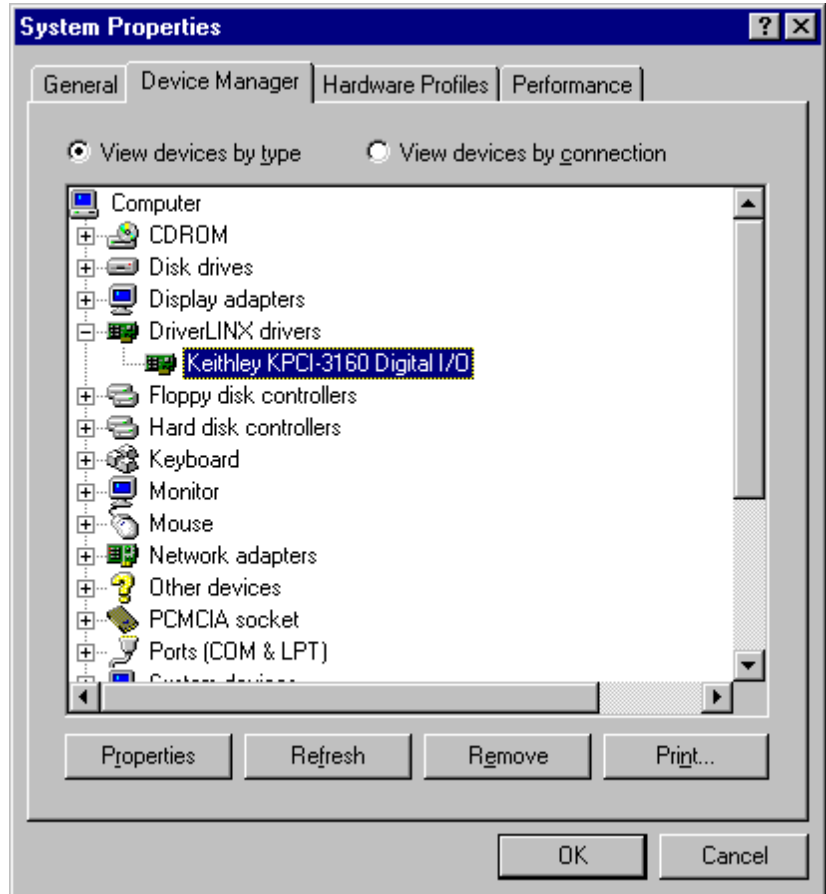 System Properties
General Device Manager Hardware Profiles Performance
View devices by type View devices by connection
Computer
CDROM
Disk drives
Display adapters
DriverLINX drivers
Keithley KPCI-3160 Digital I/O
Floppy disk controllers
Hard disk controllers
Keyboard
Monitor
Mouse
Network adapters
Other devices
PCMCIA socket
Ports (COM & LPT)
System devices
Properties Refresh Remove Print...
OK Cancel